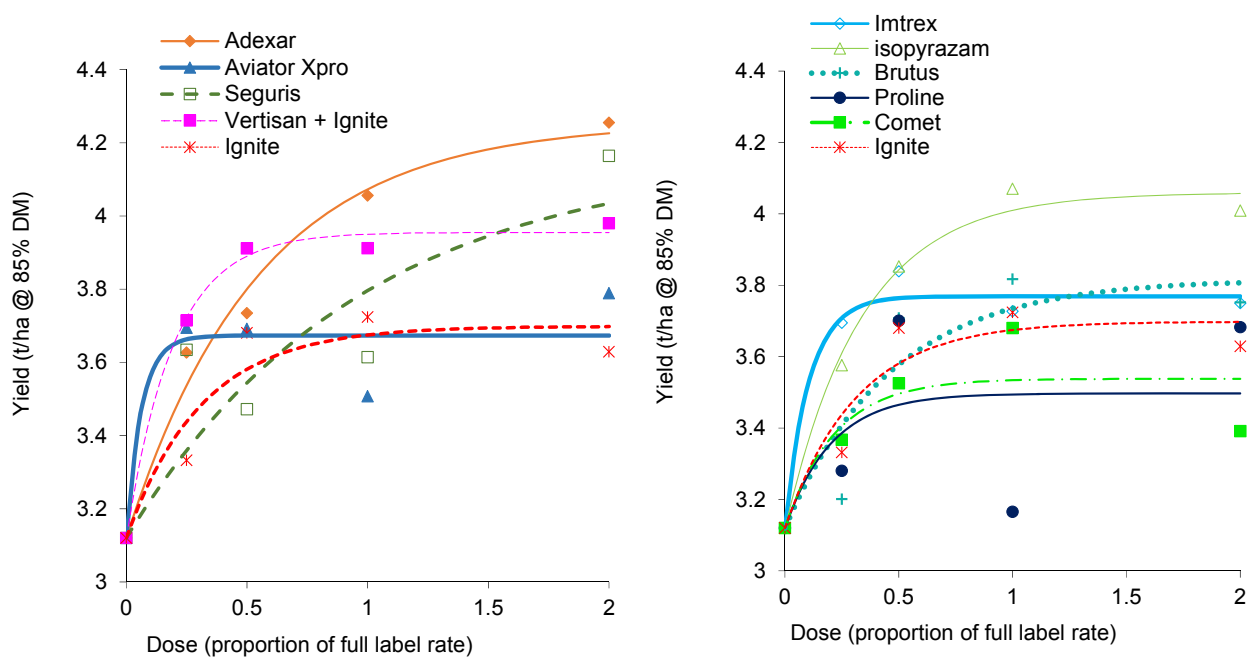 Adexar
Aviator Xpro
Seguris
Vertisan + Ignite
Ignite
4.4
4.2
4
3.8
3.6
3.4
3.2
3
Yield (t/ha @ 85% DM)
0
0.5
1
1.5
2
Dose (proportion of full label rate)
Imtrex
isopyrazam
Brutus
Proline
Comet
Ignite
4.4
4.2
4
3.8
3.6
3.4
3.2
3
Yield (t/ha @ 85% DM)
0
0.5
1
1.5
2
Dose (proportion of full label rate)